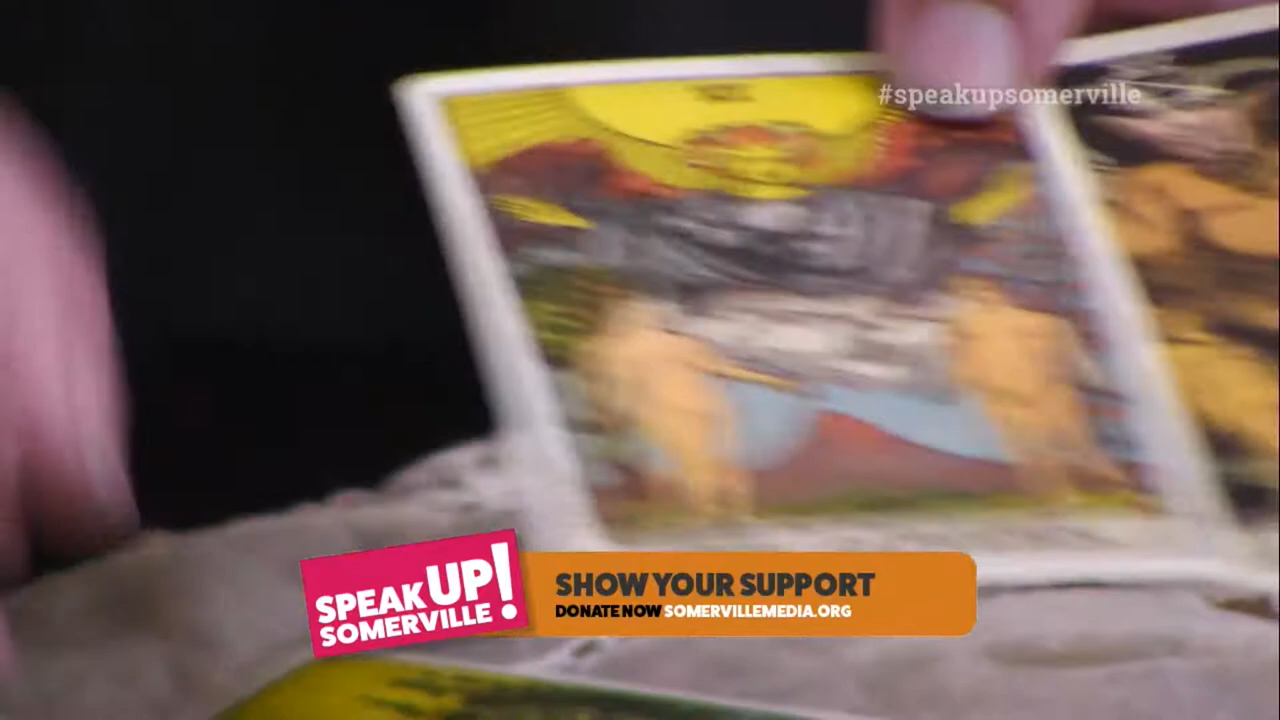 #speakupsomerville
SPEAK UP!
SOMERVILLE
SHOW YOUR SUPPORT
DONATE NOW SOMERVILLEMEDIA.ORG